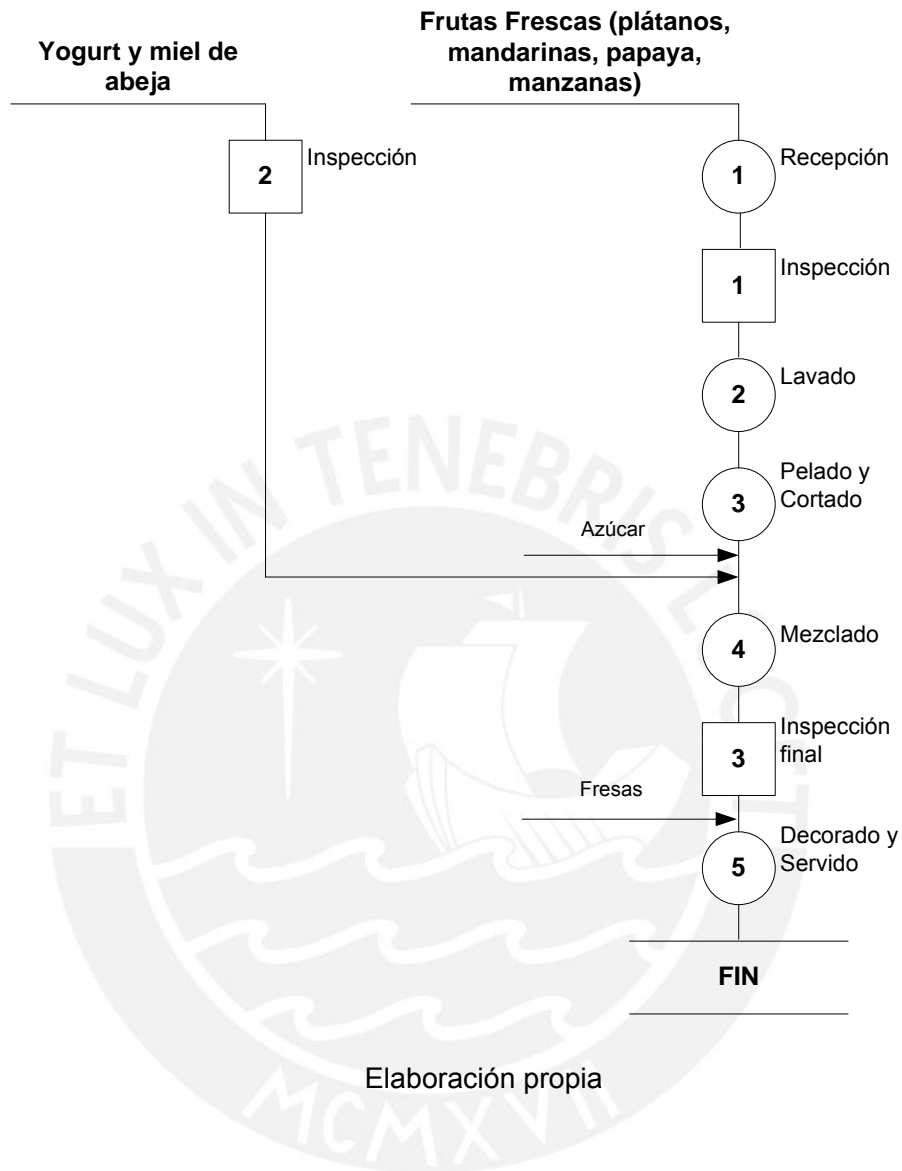 Yogurt y miel de
abeja
Frutas Frescas (plátanos,
mandarinas, papaya,
manzanas)
2
Inspección
1
Recepción
1
Inspección
2
Lavado
3
Pelado y
Cortado
Azúcar
4
Mezclado
3
Inspección
final
Fresas
5
Decorado y
Servido
FIN
Elaboración propia
ET LUX IN TENEBRIS LUCET
MCMXVII